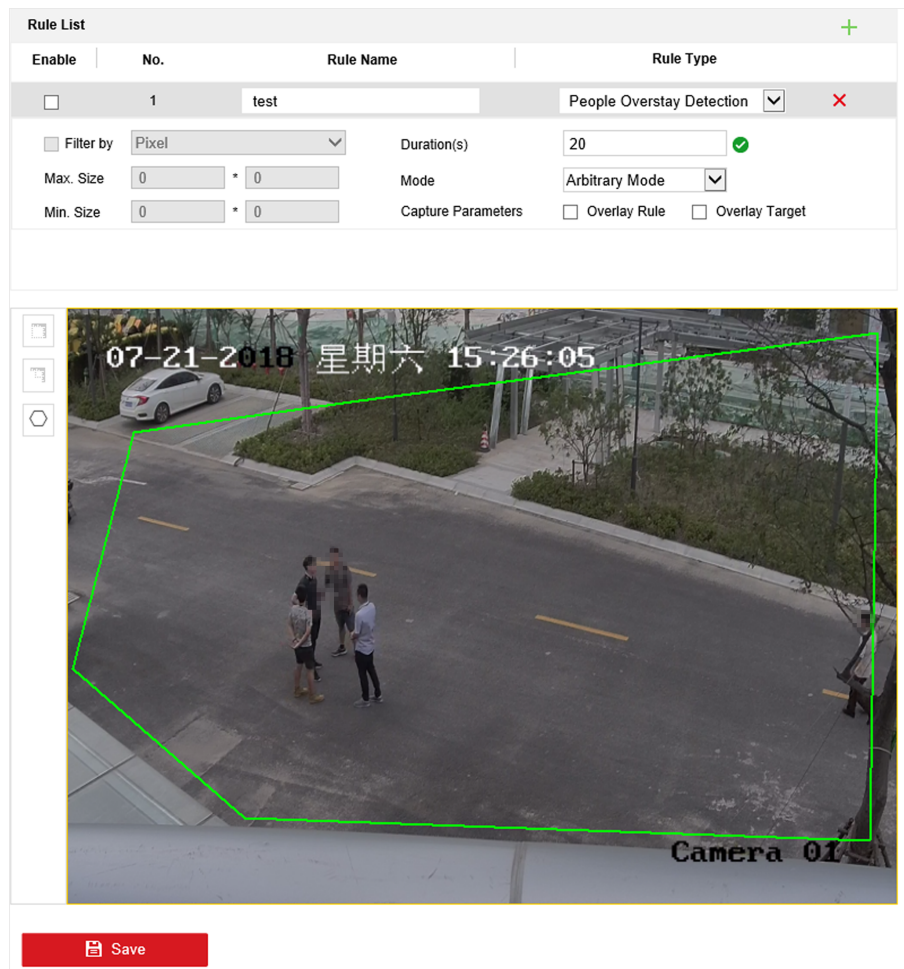 Rule List
Enable No. Rule Name Rule Type
1 test People Overstay Detection
Filter by Pixel Duration(s) 20
Max. Size 0 * 0 Mode Arbitrary Mode
Min. Size 0 * 0 Capture Parameters Overlay Rule Overlay Target
07-21-2018 星期六 15:26:05
Camera 01
Save